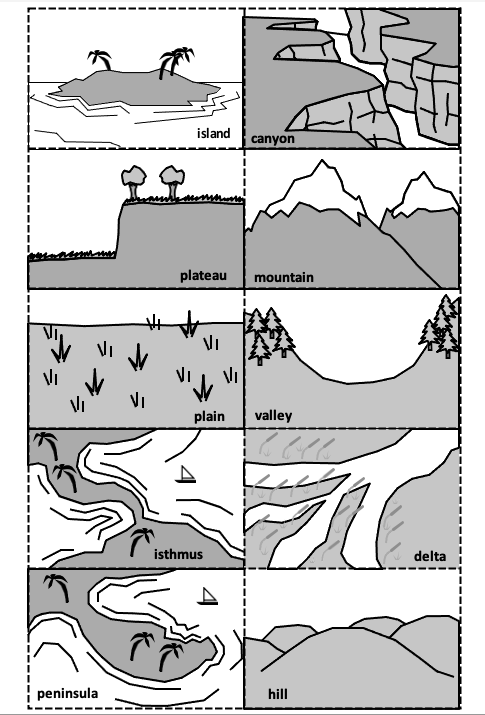 island
canyon
plateau
mountain
plain
valley
isthmus
delta
peninsula
hill